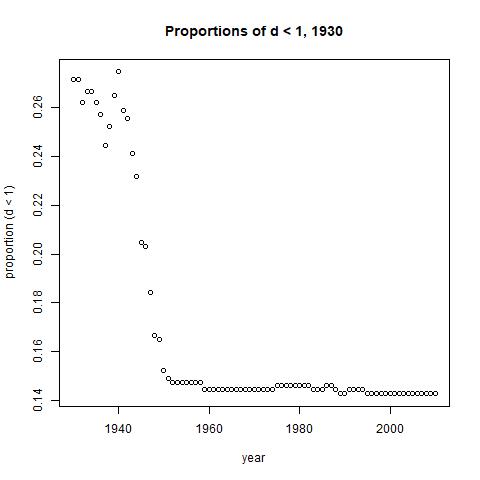 Proportions of d < 1, 1930
proportion (d < 1)
0.26
0.24
0.22
0.20
0.18
0.16
0.14
1940 1960 1980 2000
year